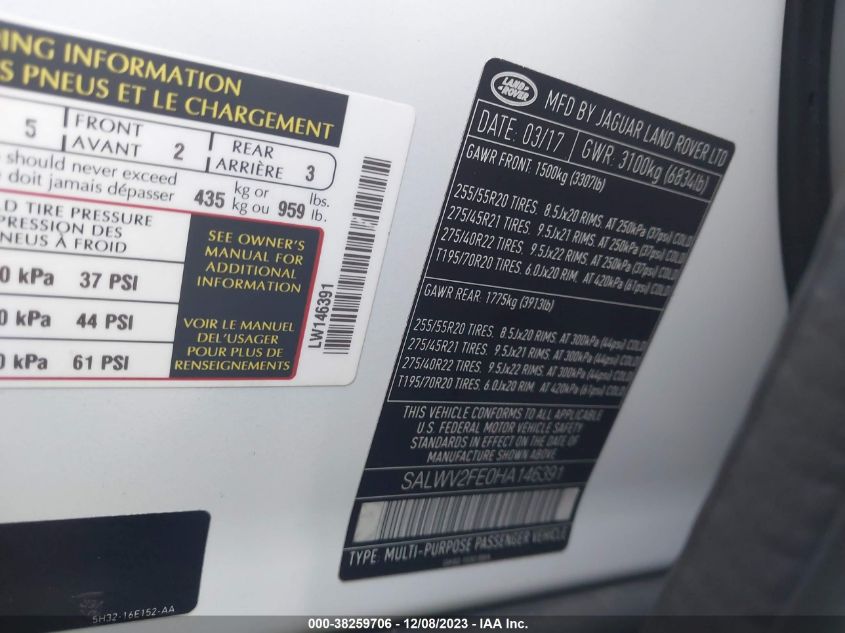 DING INFORMATION
S PNEUS ET LE CHARGEMENT
5 FRONT AVANT 2 REAR ARRIÈRE 3
should never exceed
doit jamais dépasser 435 kg or kg ou 959 lbs. lb.
D TIRE PRESSURE
PRESSION DES
NEUS À FROID
0 kPa 37 PSI
0 kPa 44 PSI
0 kPa 61 PSI
SEE OWNER'S
MANUAL FOR
ADDITIONAL
INFORMATION
VOIR LE MANUEL
DEL'USAGER
POUR PLUS DE
RENSEIGNEMENTS
LW146391
5H32-16E152-AA
LAND ROVER
MFD BY JAGUAR LAND ROVER LTD
DATE: 03/17 GWR: 3100kg (6834lb)
GAWR FRONT: 1500kg (3307lb)
255/55R20 TIRES. 8.5Jx20 RIMS. AT 250kPa (37psi) COLD
275/45R21 TIRES. 9.5Jx21 RIMS. AT 250kPa (37psi) COLD
275/40R22 TIRES. 9.5Jx22 RIMS. AT 250kPa (37psi) COLD
T195/70R20 TIRES. 6.0Jx20 RIM. AT 420kPa (61psi) COLD
GAWR REAR: 1775kg (3913lb)
255/55R20 TIRES. 8.5Jx20 RIMS. AT 300kPa (44psi) COLD
275/45R21 TIRES. 9.5Jx21 RIMS. AT 300kPa (44psi) COLD
275/40R22 TIRES. 9.5Jx22 RIMS. AT 300kPa (44psi) COLD
T195/70R20 TIRES. 6.0Jx20 RIM. AT 420kPa (61psi) COLD
THIS VEHICLE CONFORMS TO ALL APPLICABLE
U.S. FEDERAL MOTOR VEHICLE SAFETY
STANDARDS IN EFFECT ON THE DATE OF
MANUFACTURE SHOWN ABOVE
SALWV2FE0HA146391
TYPE: MULTI-PURPOSE PASSENGER VEHICLE
000-38259706 - 12/08/2023 - IAA Inc.